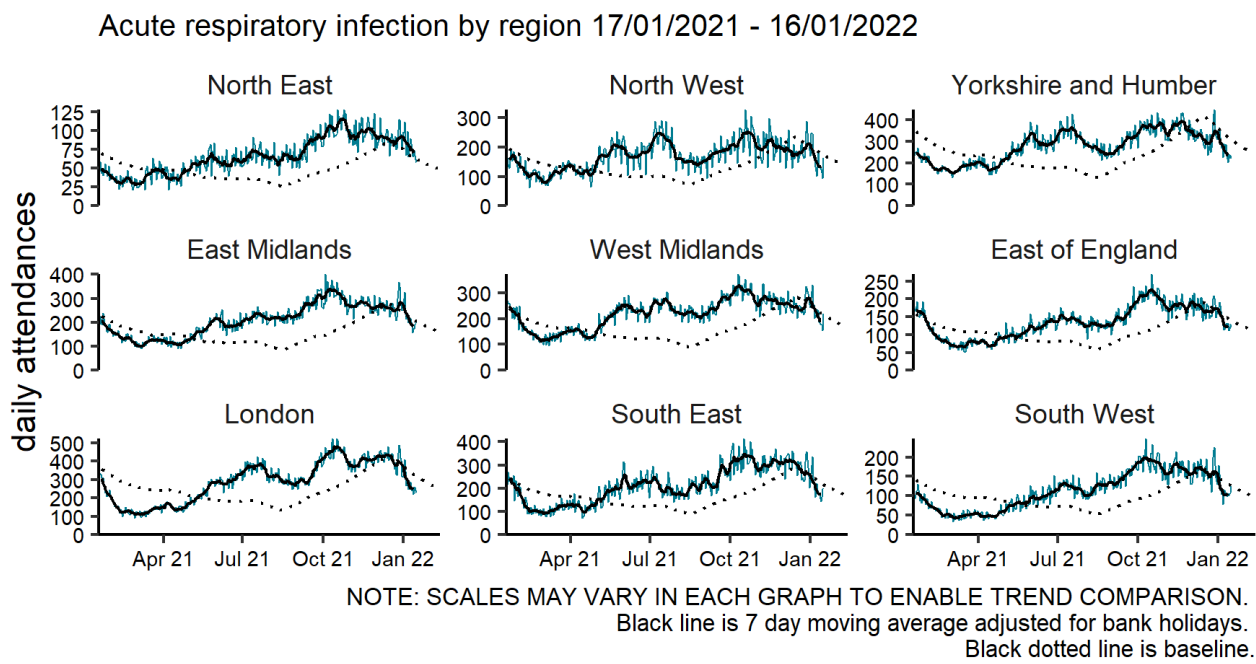 Acute respiratory infection by region 17/01/2021 - 16/01/2022
North East
North West
Yorkshire and Humber
125
100
75
50
25
0
300
200
100
0
400
300
200
100
0
East Midlands
West Midlands
East of England
400
300
200
100
0
300
200
100
0
250
200
150
100
50
0
London
South East
South West
500
400
300
200
100
0
400
300
200
100
0
200
150
100
50
0
daily attendances
Apr 21 Jul 21 Oct 21 Jan 22
Apr 21 Jul 21 Oct 21 Jan 22
Apr 21 Jul 21 Oct 21 Jan 22
NOTE: SCALES MAY VARY IN EACH GRAPH TO ENABLE TREND COMPARISON.
Black line is 7 day moving average adjusted for bank holidays.
Black dotted line is baseline.